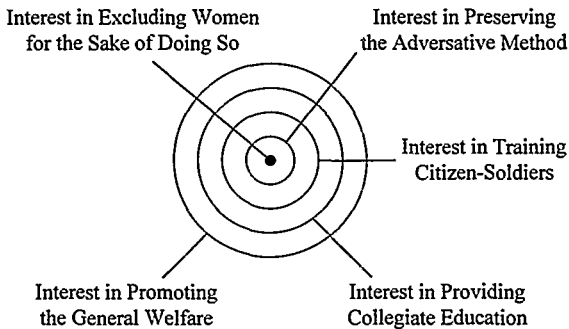 Interest in Excluding Women
for the Sake of Doing So
Interest in Preserving
the Adversative Method
Interest in Training
Citizen-Soldiers
Interest in Promoting
the General Welfare
Interest in Providing
Collegiate Education